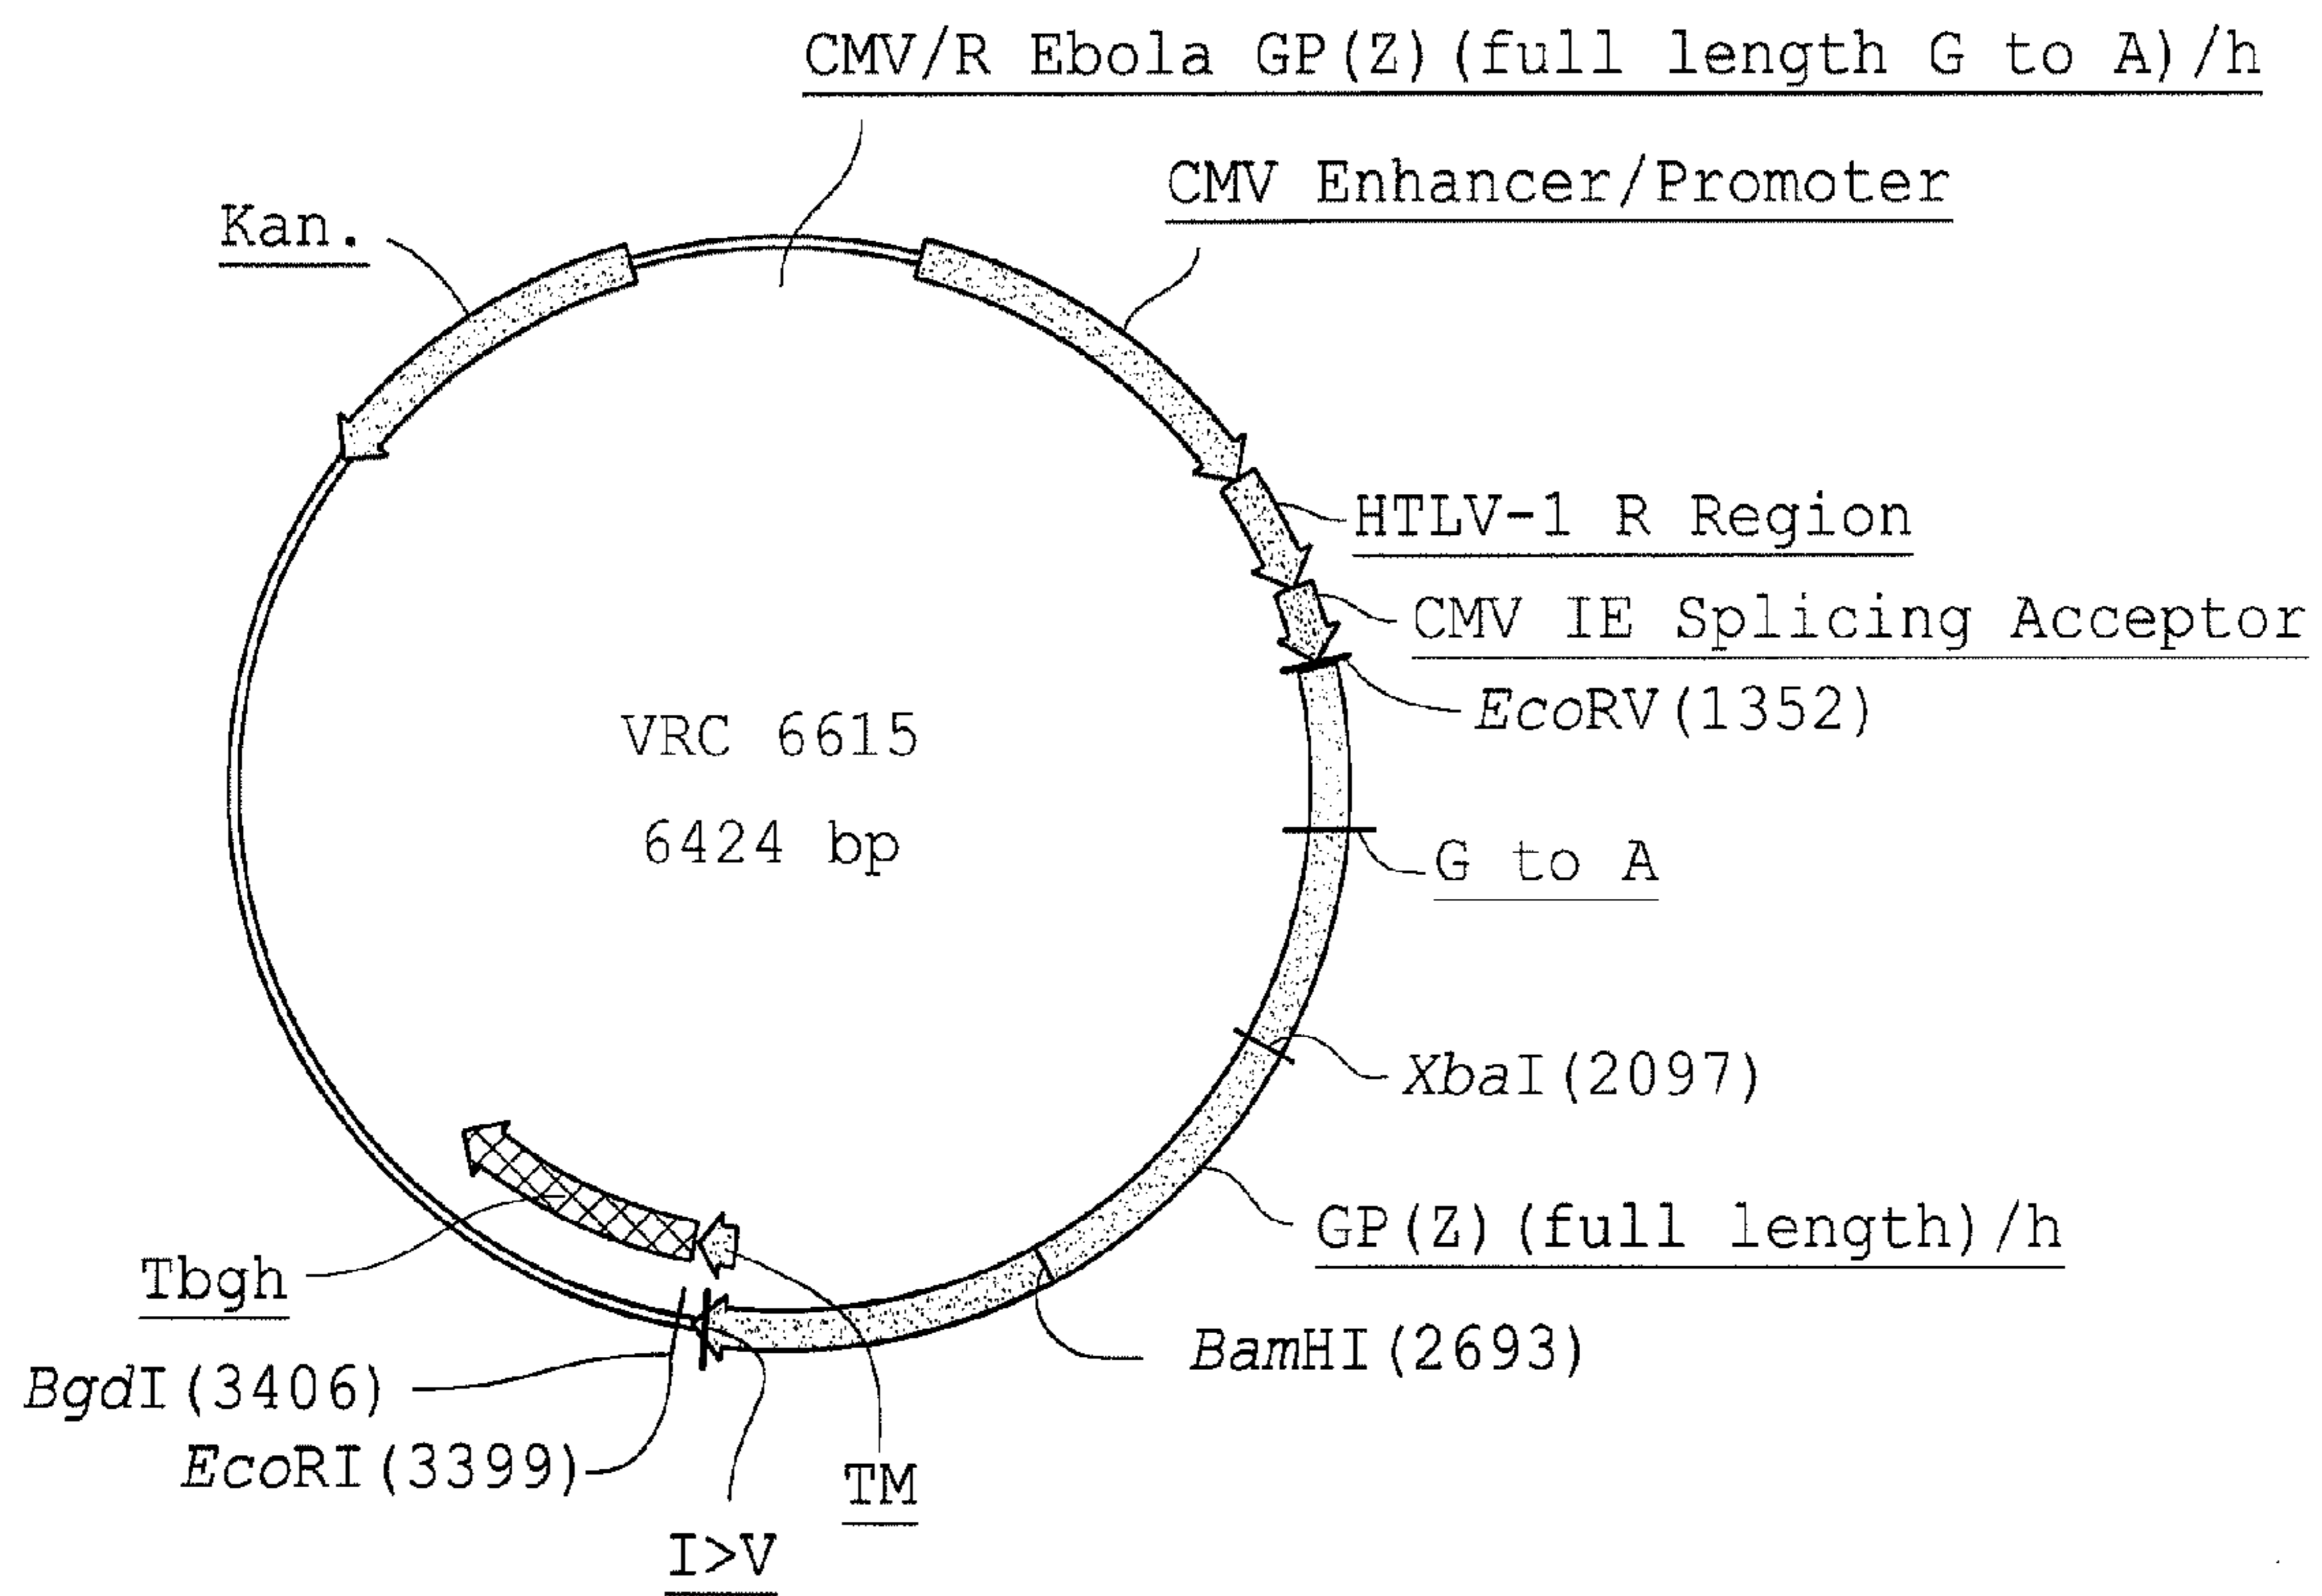 CMV/R Ebola GP(Z)(full length G to A)/h
CMV Enhancer/Promoter
Kan.
HTLV-1 R Region
CMV IE Splicing Acceptor
EcoRV(1352)
VRC 6615
6424 bp
G to A
XbaI(2097)
GP(Z)(full length)/h
Tbgh
BamHI(2693)
BgdI(3406)
EcoRI(3399)
TM
I>V